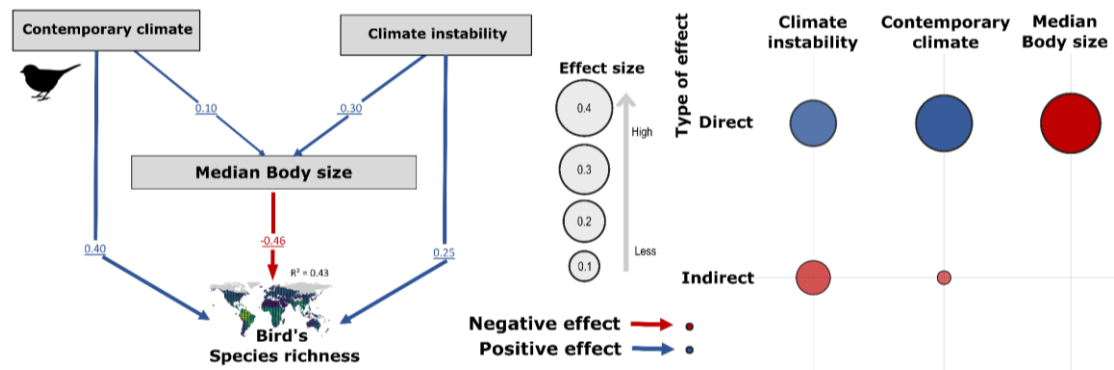 Contemporary climate
Climate instability
0.10
0.30
Median Body size
0.40
-0.46
0.25
R² = 0.43
Bird's
Species richness
Effect size
0.4
High
0.3
0.2
Less
0.1
Negative effect
Positive effect
Type of effect
Climate
instability
Contemporary
climate
Median
Body size
Direct
Indirect